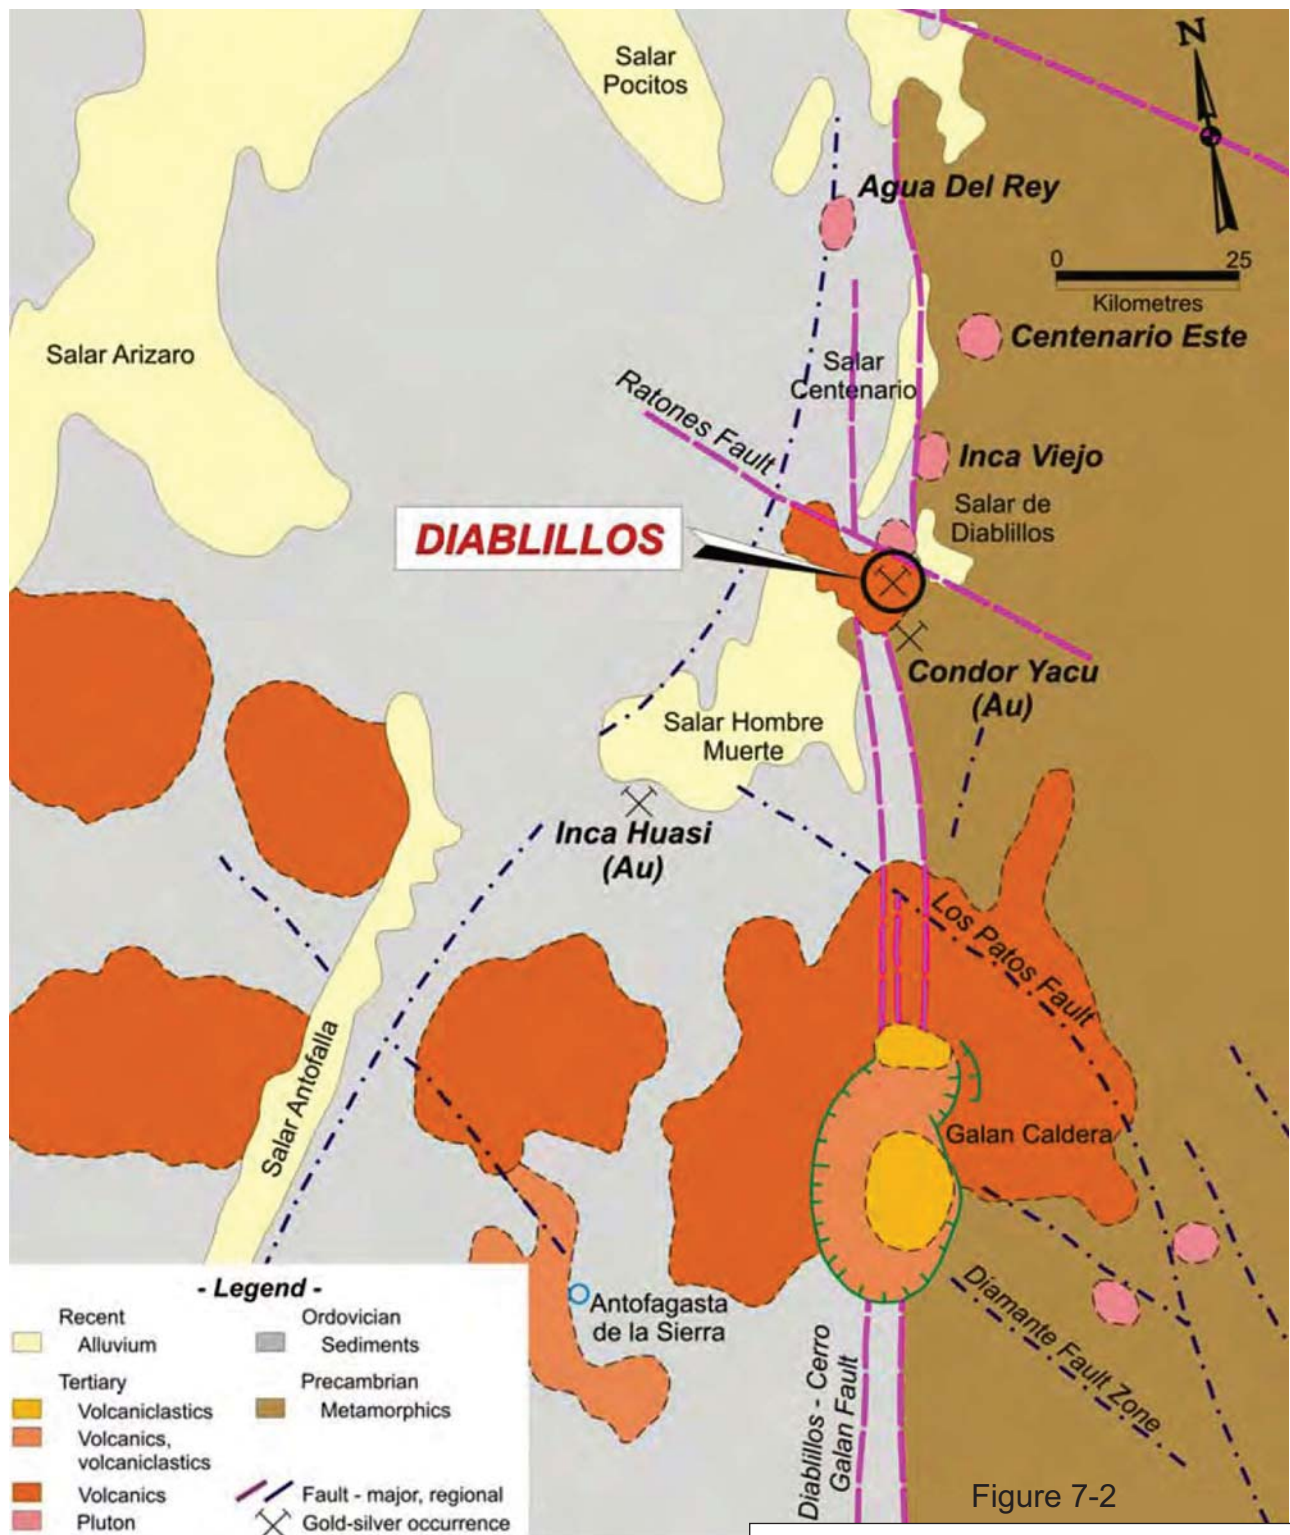 Salar
Pocitos
N
Agua Del Rey
0 25
Kilometres
Centenario Este
Salar Arizaro
Salar
Centenario
Ratones Fault
Inca Viejo
Salar de
Diablillos
DIABLILLOS
Condor Yacu
(Au)
Salar Hombre
Muerte
Inca Huasi
(Au)
Los Patos Fault
Salar Antofalla
Galan Caldera
Antofagasta
de la Sierra
Diamante Fault Zone
Diablillos - Cerro
Galan Fault
- Legend -
Recent
Alluvium
Tertiary
Volcaniclastics
Volcanics,
volcaniclastics
Volcanics
Pluton
Ordovician
Sediments
Precambrian
Metamorphics
Fault - major, regional
Gold-silver occurrence
Figure 7-2